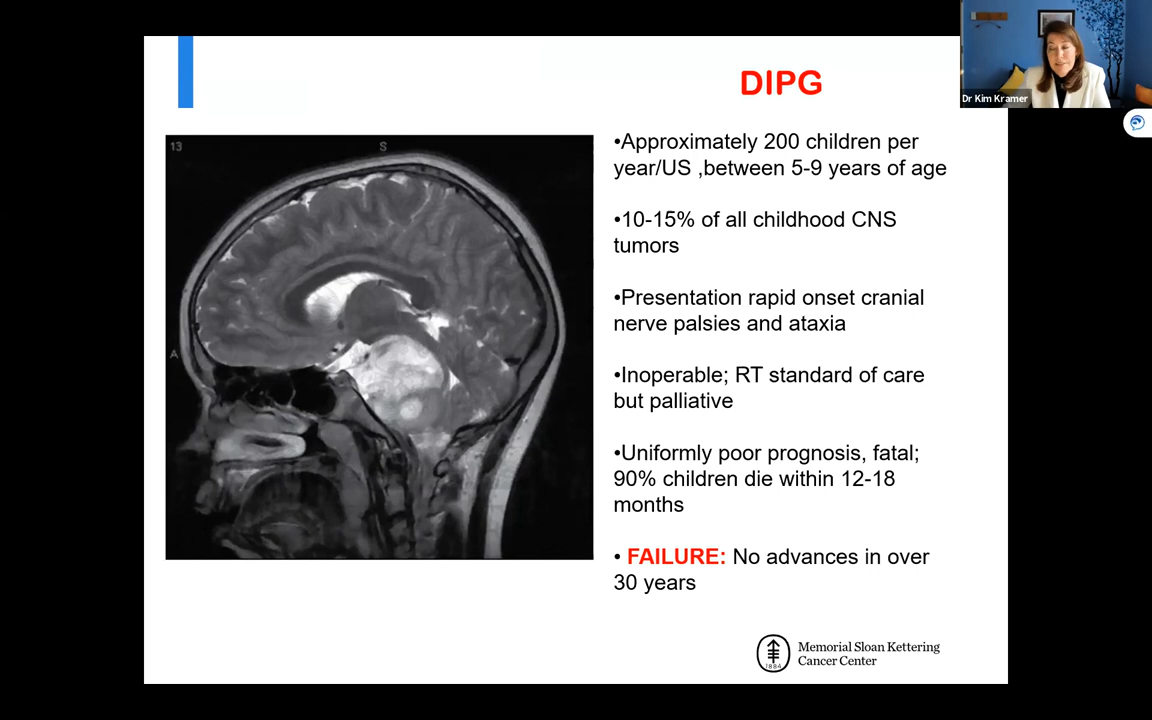 DIPG
Dr Kim Kramer
13
S
A
•Approximately 200 children per
year/US ,between 5-9 years of age
•10-15% of all childhood CNS
tumors
•Presentation rapid onset cranial
nerve palsies and ataxia
•Inoperable; RT standard of care
but palliative
•Uniformly poor prognosis, fatal;
90% children die within 12-18
months
• FAILURE: No advances in over
30 years
1884
Memorial Sloan Kettering
Cancer Center